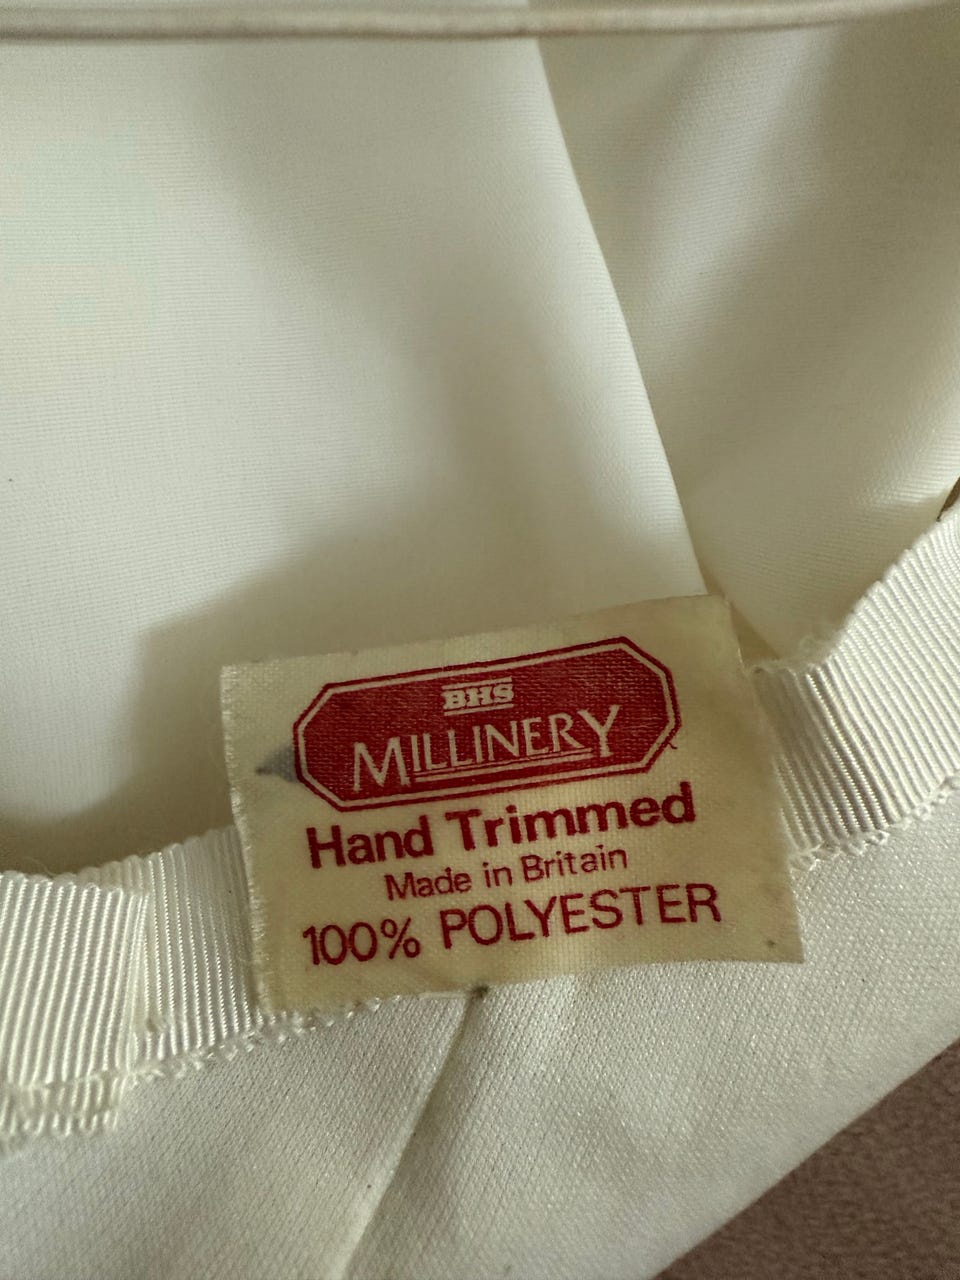 BHS
MILLINERY
Hand Trimmed
Made in Britain
100% POLYESTER